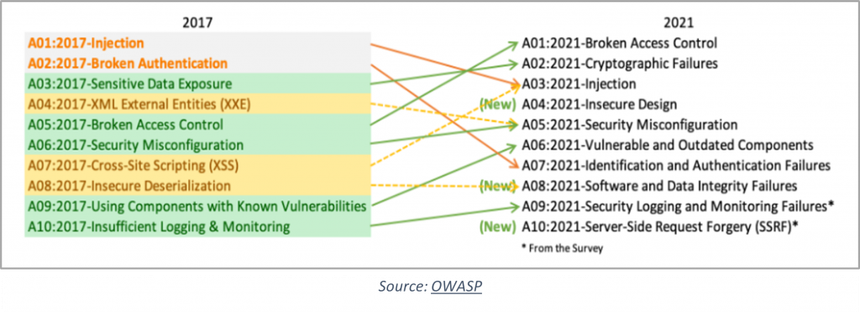 2017
A01:2017-Injection
A02:2017-Broken Authentication
A03:2017-Sensitive Data Exposure
A04:2017-XML External Entities (XXE)
A05:2017-Broken Access Control
A06:2017-Security Misconfiguration
A07:2017-Cross-Site Scripting (XSS)
A08:2017-Insecure Deserialization
A09:2017-Using Components with Known Vulnerabilities
A10:2017-Insufficient Logging & Monitoring
2021
A01:2021-Broken Access Control
A02:2021-Cryptographic Failures
A03:2021-Injection
(New) A04:2021-Insecure Design
A05:2021-Security Misconfiguration
A06:2021-Vulnerable and Outdated Components
A07:2021-Identification and Authentication Failures
(New) A08:2021-Software and Data Integrity Failures
A09:2021-Security Logging and Monitoring Failures*
(New) A10:2021-Server-Side Request Forgery (SSRF)*
* From the Survey
Source: OWASP